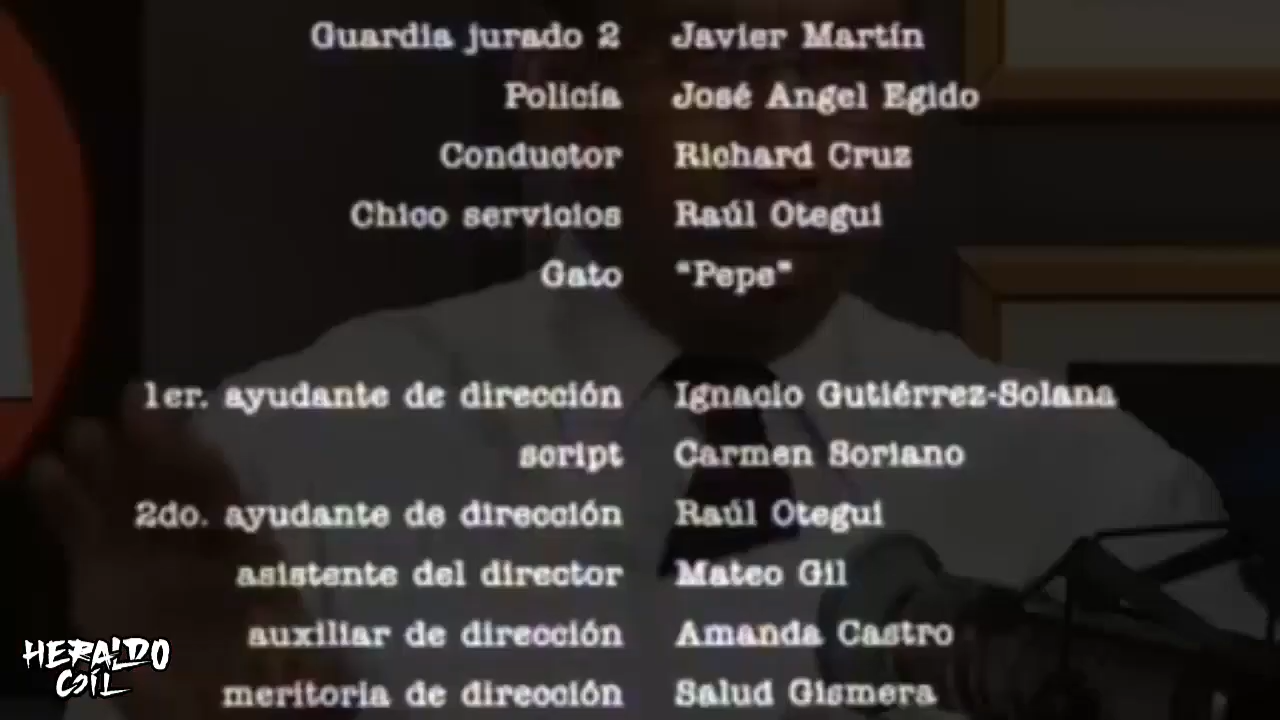 Guardia jurado 2 Javier Martín
Policía José Angel Egido
Conductor Richard Cruz
Chico servicios Raúl Otegui
Gato "Pepe"
1er. ayudante de dirección Ignacio Gutiérrez-Solana
script Carmen Soriano
2do. ayudante de dirección Raúl Otegui
asistente del director Mateo Gil
auxiliar de dirección Amanda Castro
meritoria de dirección Salud Gismera
HERALDO
GIL